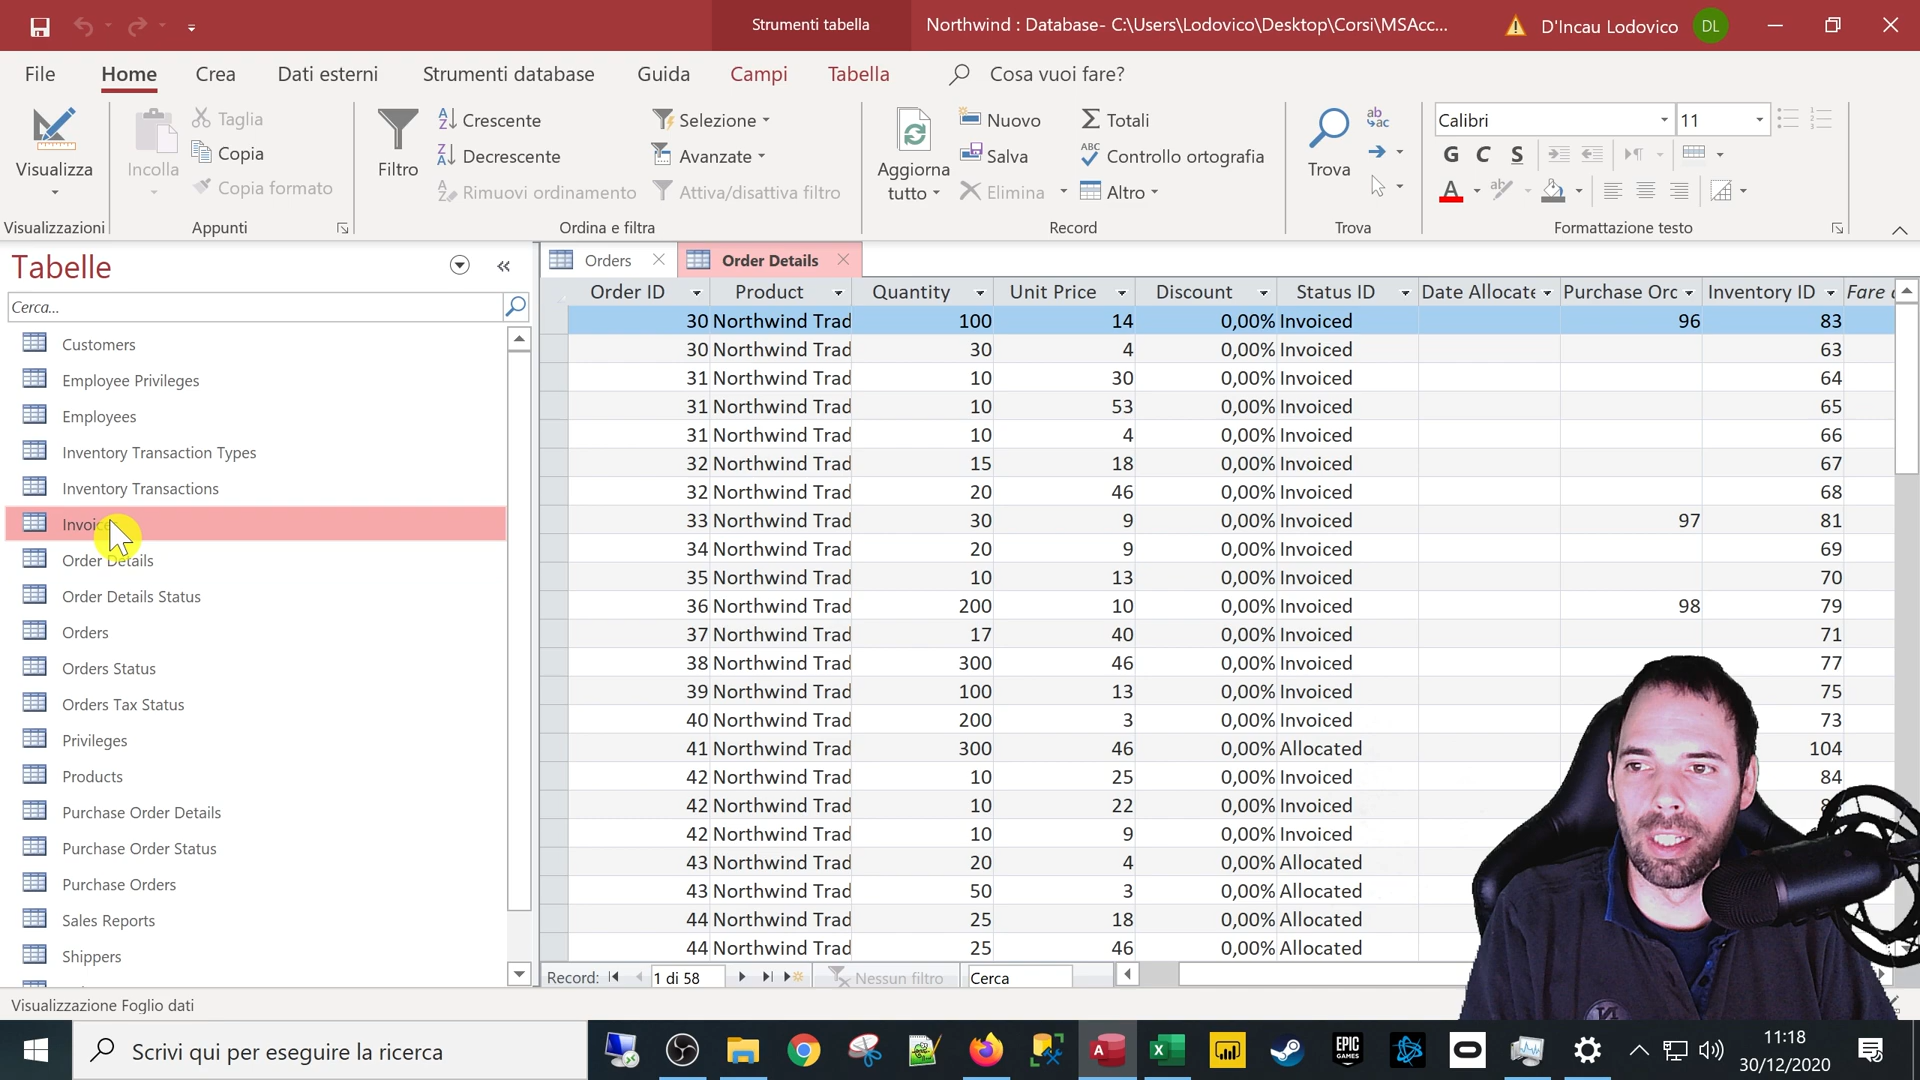 Strumenti tabella
Northwind : Database- C:\Users\Lodovico\Desktop\Corsi\MSAcc...
D'Incau Lodovico
DL
File
Home
Crea
Dati esterni
Strumenti database
Guida
Campi
Tabella
Cosa vuoi fare?
Visualizza
Incolla
Taglia
Copia
Copia formato
Filtro
Crescente
Decrescente
Rimuovi ordinamento
Selezione
Avanzate
Attiva/disattiva filtro
Aggiorna
tutto
Nuovo
Salva
Elimina
Totali
Controllo ortografia
Altro
Trova
Calibri
11
G C S
Visualizzazioni
Appunti
Ordina e filtra
Record
Trova
Formattazione testo
Tabelle
Cerca...
Customers
Employee Privileges
Employees
Inventory Transaction Types
Inventory Transactions
Order Details
Order Details Status
Orders
Orders Status
Orders Tax Status
Privileges
Products
Purchase Order Details
Purchase Order Status
Purchase Orders
Sales Reports
Shippers
Orders
Order Details
Order ID Product Quantity Unit Price Discount Status ID Date Allocate Purchase Orc Inventory ID Fare
30 Northwind Trad 100 14 0,00% Invoiced 96 83
30 Northwind Trad 30 4 0,00% Invoiced 63
31 Northwind Trad 10 30 0,00% Invoiced 64
31 Northwind Trad 10 53 0,00% Invoiced 65
31 Northwind Trad 10 4 0,00% Invoiced 66
32 Northwind Trad 15 18 0,00% Invoiced 67
32 Northwind Trad 20 46 0,00% Invoiced 68
33 Northwind Trad 30 9 0,00% Invoiced 97 81
34 Northwind Trad 20 9 0,00% Invoiced 69
35 Northwind Trad 10 13 0,00% Invoiced 70
36 Northwind Trad 200 10 0,00% Invoiced 98 79
37 Northwind Trad 17 40 0,00% Invoiced 71
38 Northwind Trad 300 46 0,00% Invoiced 77
39 Northwind Trad 100 13 0,00% Invoiced 75
40 Northwind Trad 200 3 0,00% Invoiced 73
41 Northwind Trad 300 46 0,00% Allocated 104
42 Northwind Trad 10 25 0,00% Invoiced 84
42 Northwind Trad 10 22 0,00% Invoiced
42 Northwind Trad 10 9 0,00% Invoiced
43 Northwind Trad 20 4 0,00% Allocated
43 Northwind Trad 50 3 0,00% Allocated
44 Northwind Trad 25 18 0,00% Allocated
44 Northwind Trad 25 46 0,00% Allocated
Record: 1 di 58 Nessun filtro Cerca
Visualizzazione Foglio dati
Scrivi qui per eseguire la ricerca
EPIC
GAMES
11:18
30/12/2020